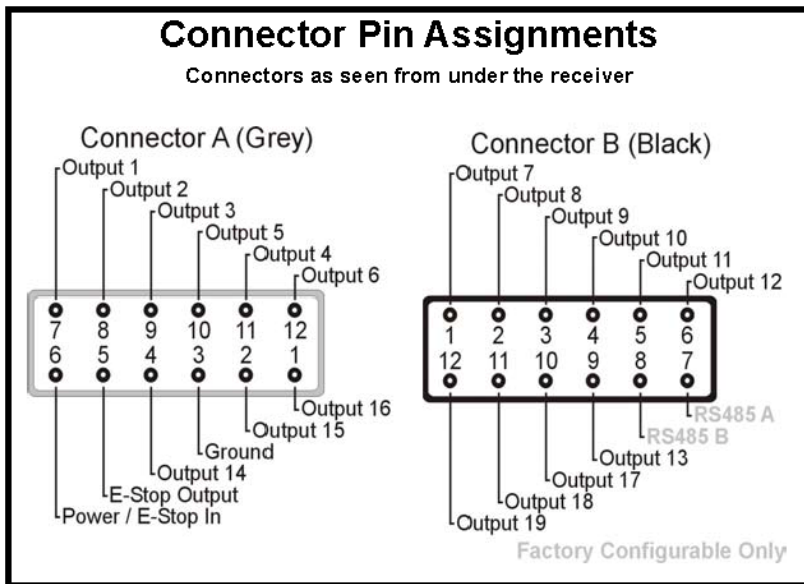 Connector Pin Assignments
Connectors as seen from under the receiver
Connector A (Grey)
Output 1
Output 2
Output 3
Output 5
Output 4
Output 6
7 8 9 10 11 12
6 5 4 3 2 1
Output 16
Output 15
Ground
Output 14
E-Stop Output
Power / E-Stop In
Connector B (Black)
Output 7
Output 8
Output 9
Output 10
Output 11
Output 12
1 2 3 4 5 6
12 11 10 9 8 7
RS485 A
RS485 B
Output 13
Output 17
Output 18
Output 19
Factory Configurable Only